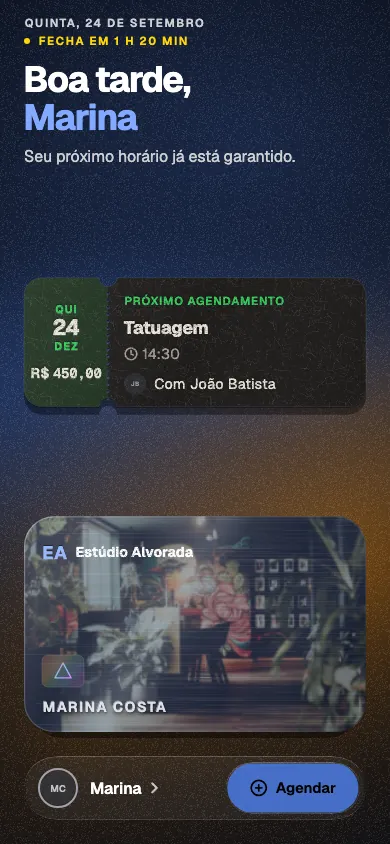 QUINTA, 24 DE SETEMBRO
FECHA EM 1 H 20 MIN
Boa tarde,
Marina
Seu próximo horário já está garantido.
QUI
24
DEZ
R$ 450,00
PRÓXIMO AGENDAMENTO
Tatuagem
14:30
JB
Com João Batista
EA Estúdio Alvorada
MARINA COSTA
MC
Marina
Agendar